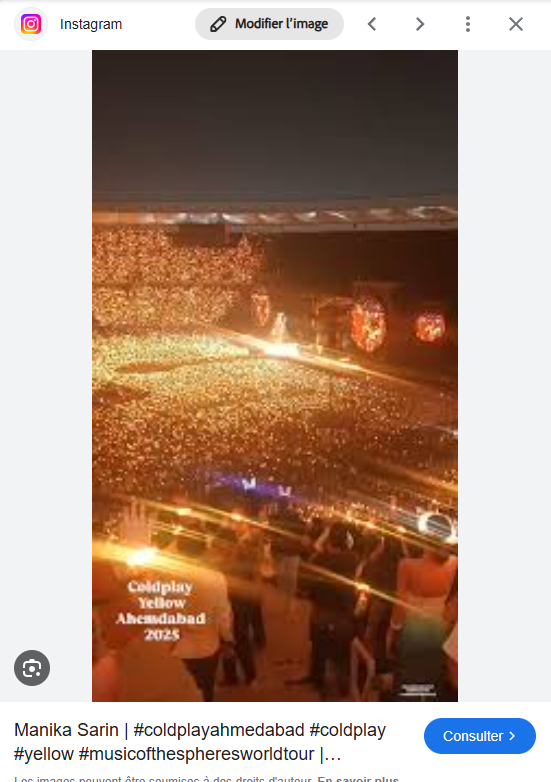 Instagram
Modifier l'image
Coldplay
Yellow
Ahemdabad
2025
Manika Sarin | #coldplayahmedabad #coldplay
#yellow #musicofthespheresworldtour |...
Consulter
Les images peuvent être soumises à des droits d'auteur. En savoir plus